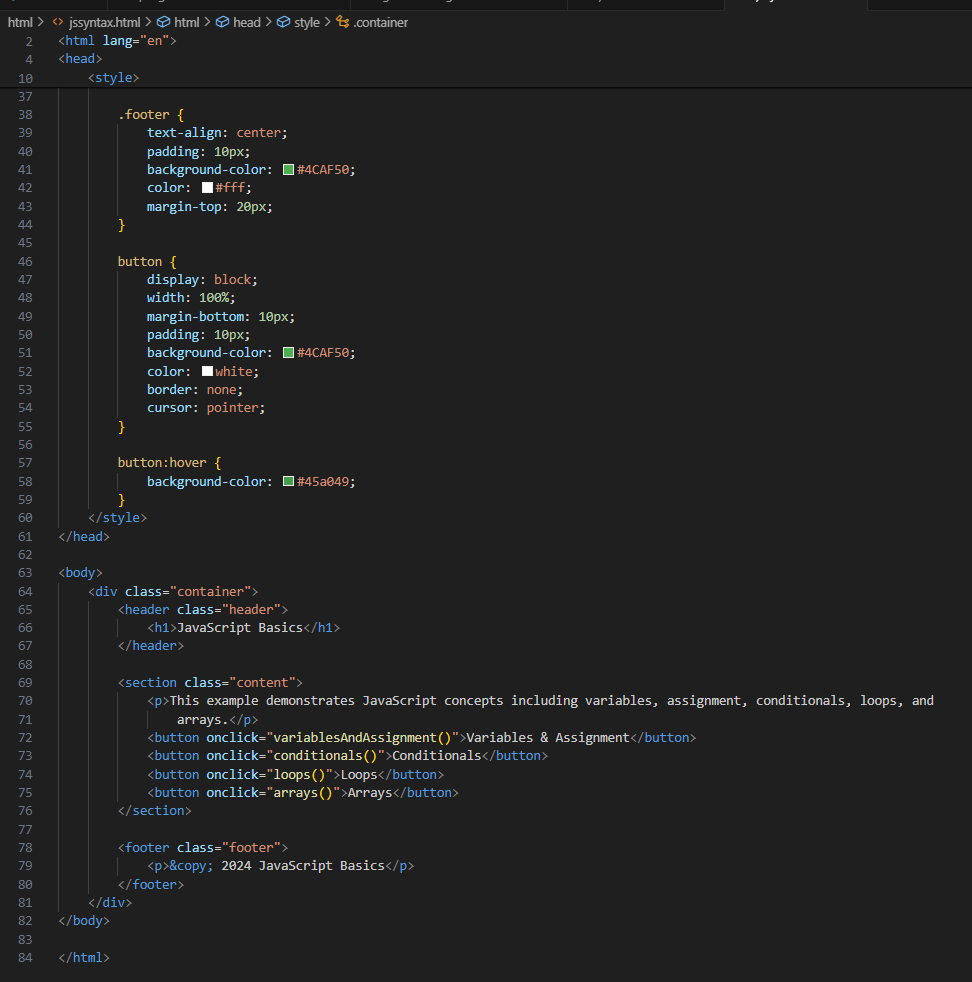 html > jssyntax.html > html > head > style > .container
2 <html lang="en">
4 <head>
10 <style>
37
38 .footer {
39 text-align: center;
40 padding: 10px;
41 background-color: #4CAF50;
42 color: #fff;
43 margin-top: 20px;
44 }
45
46 button {
47 display: block;
48 width: 100%;
49 margin-bottom: 10px;
50 padding: 10px;
51 background-color: #4CAF50;
52 color: white;
53 border: none;
54 cursor: pointer;
55 }
56
57 button:hover {
58 background-color: #45a049;
59 }
60 </style>
61 </head>
62
63 <body>
64 <div class="container">
65 <header class="header">
66 <h1>JavaScript Basics</h1>
67 </header>
68
69 <section class="content">
70 <p>This example demonstrates JavaScript concepts including variables, assignment, conditionals, loops, and
71 arrays.</p>
72 <button onclick="variablesAndAssignment()">Variables & Assignment</button>
73 <button onclick="conditionals()">Conditionals</button>
74 <button onclick="loops()">Loops</button>
75 <button onclick="arrays()">Arrays</button>
76 </section>
77
78 <footer class="footer">
79 <p>&copy; 2024 JavaScript Basics</p>
80 </footer>
81 </div>
82 </body>
83
84 </html>